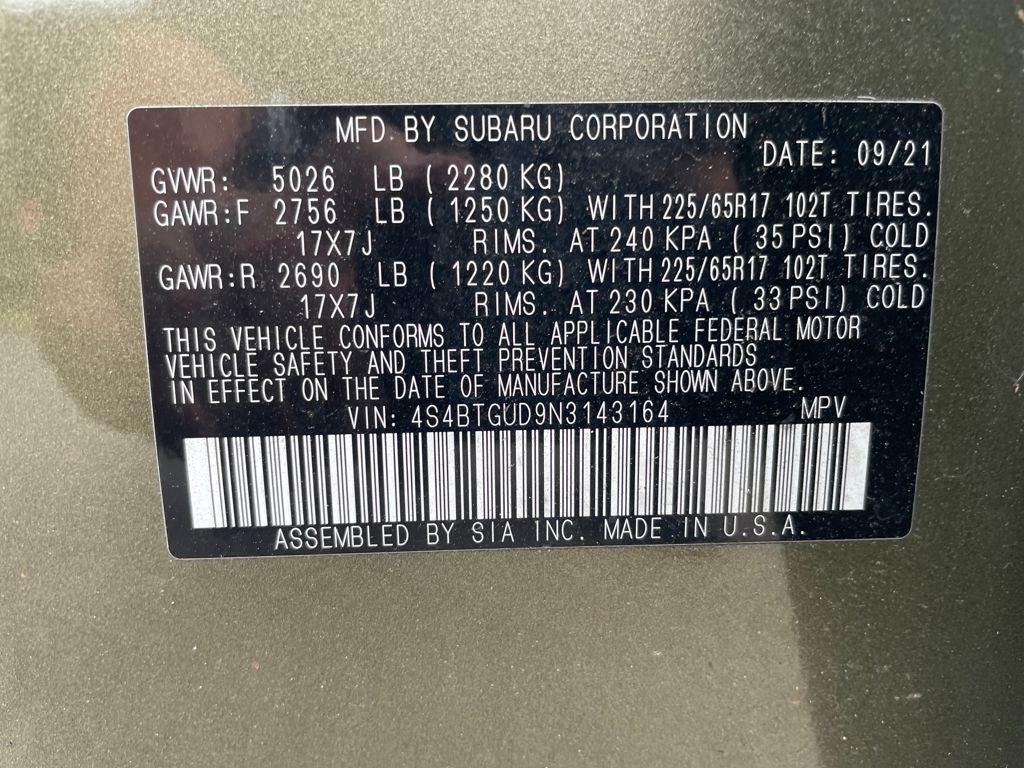 MFD. BY SUBARU CORPORATION
DATE: 09/21
GVWR: 5026 LB ( 2280 KG)
GAWR:F 2756 LB ( 1250 KG) WITH 225/65R17 102T TIRES.
17X7J RIMS. AT 240 KPA ( 35 PSI) COLD
GAWR:R 2690 LB ( 1220 KG) WITH 225/65R17 102T TIRES.
17X7J RIMS. AT 230 KPA ( 33 PSI) COLD
THIS VEHICLE CONFORMS TO ALL APPLICABLE FEDERAL MOTOR
VEHICLE SAFETY AND THEFT PREVENTION STANDARDS
IN EFFECT ON THE DATE OF MANUFACTURE SHOWN ABOVE.
VIN: 4S4BTGUD9N3143164 MPV
ASSEMBLED BY SIA INC. MADE IN U.S.A.